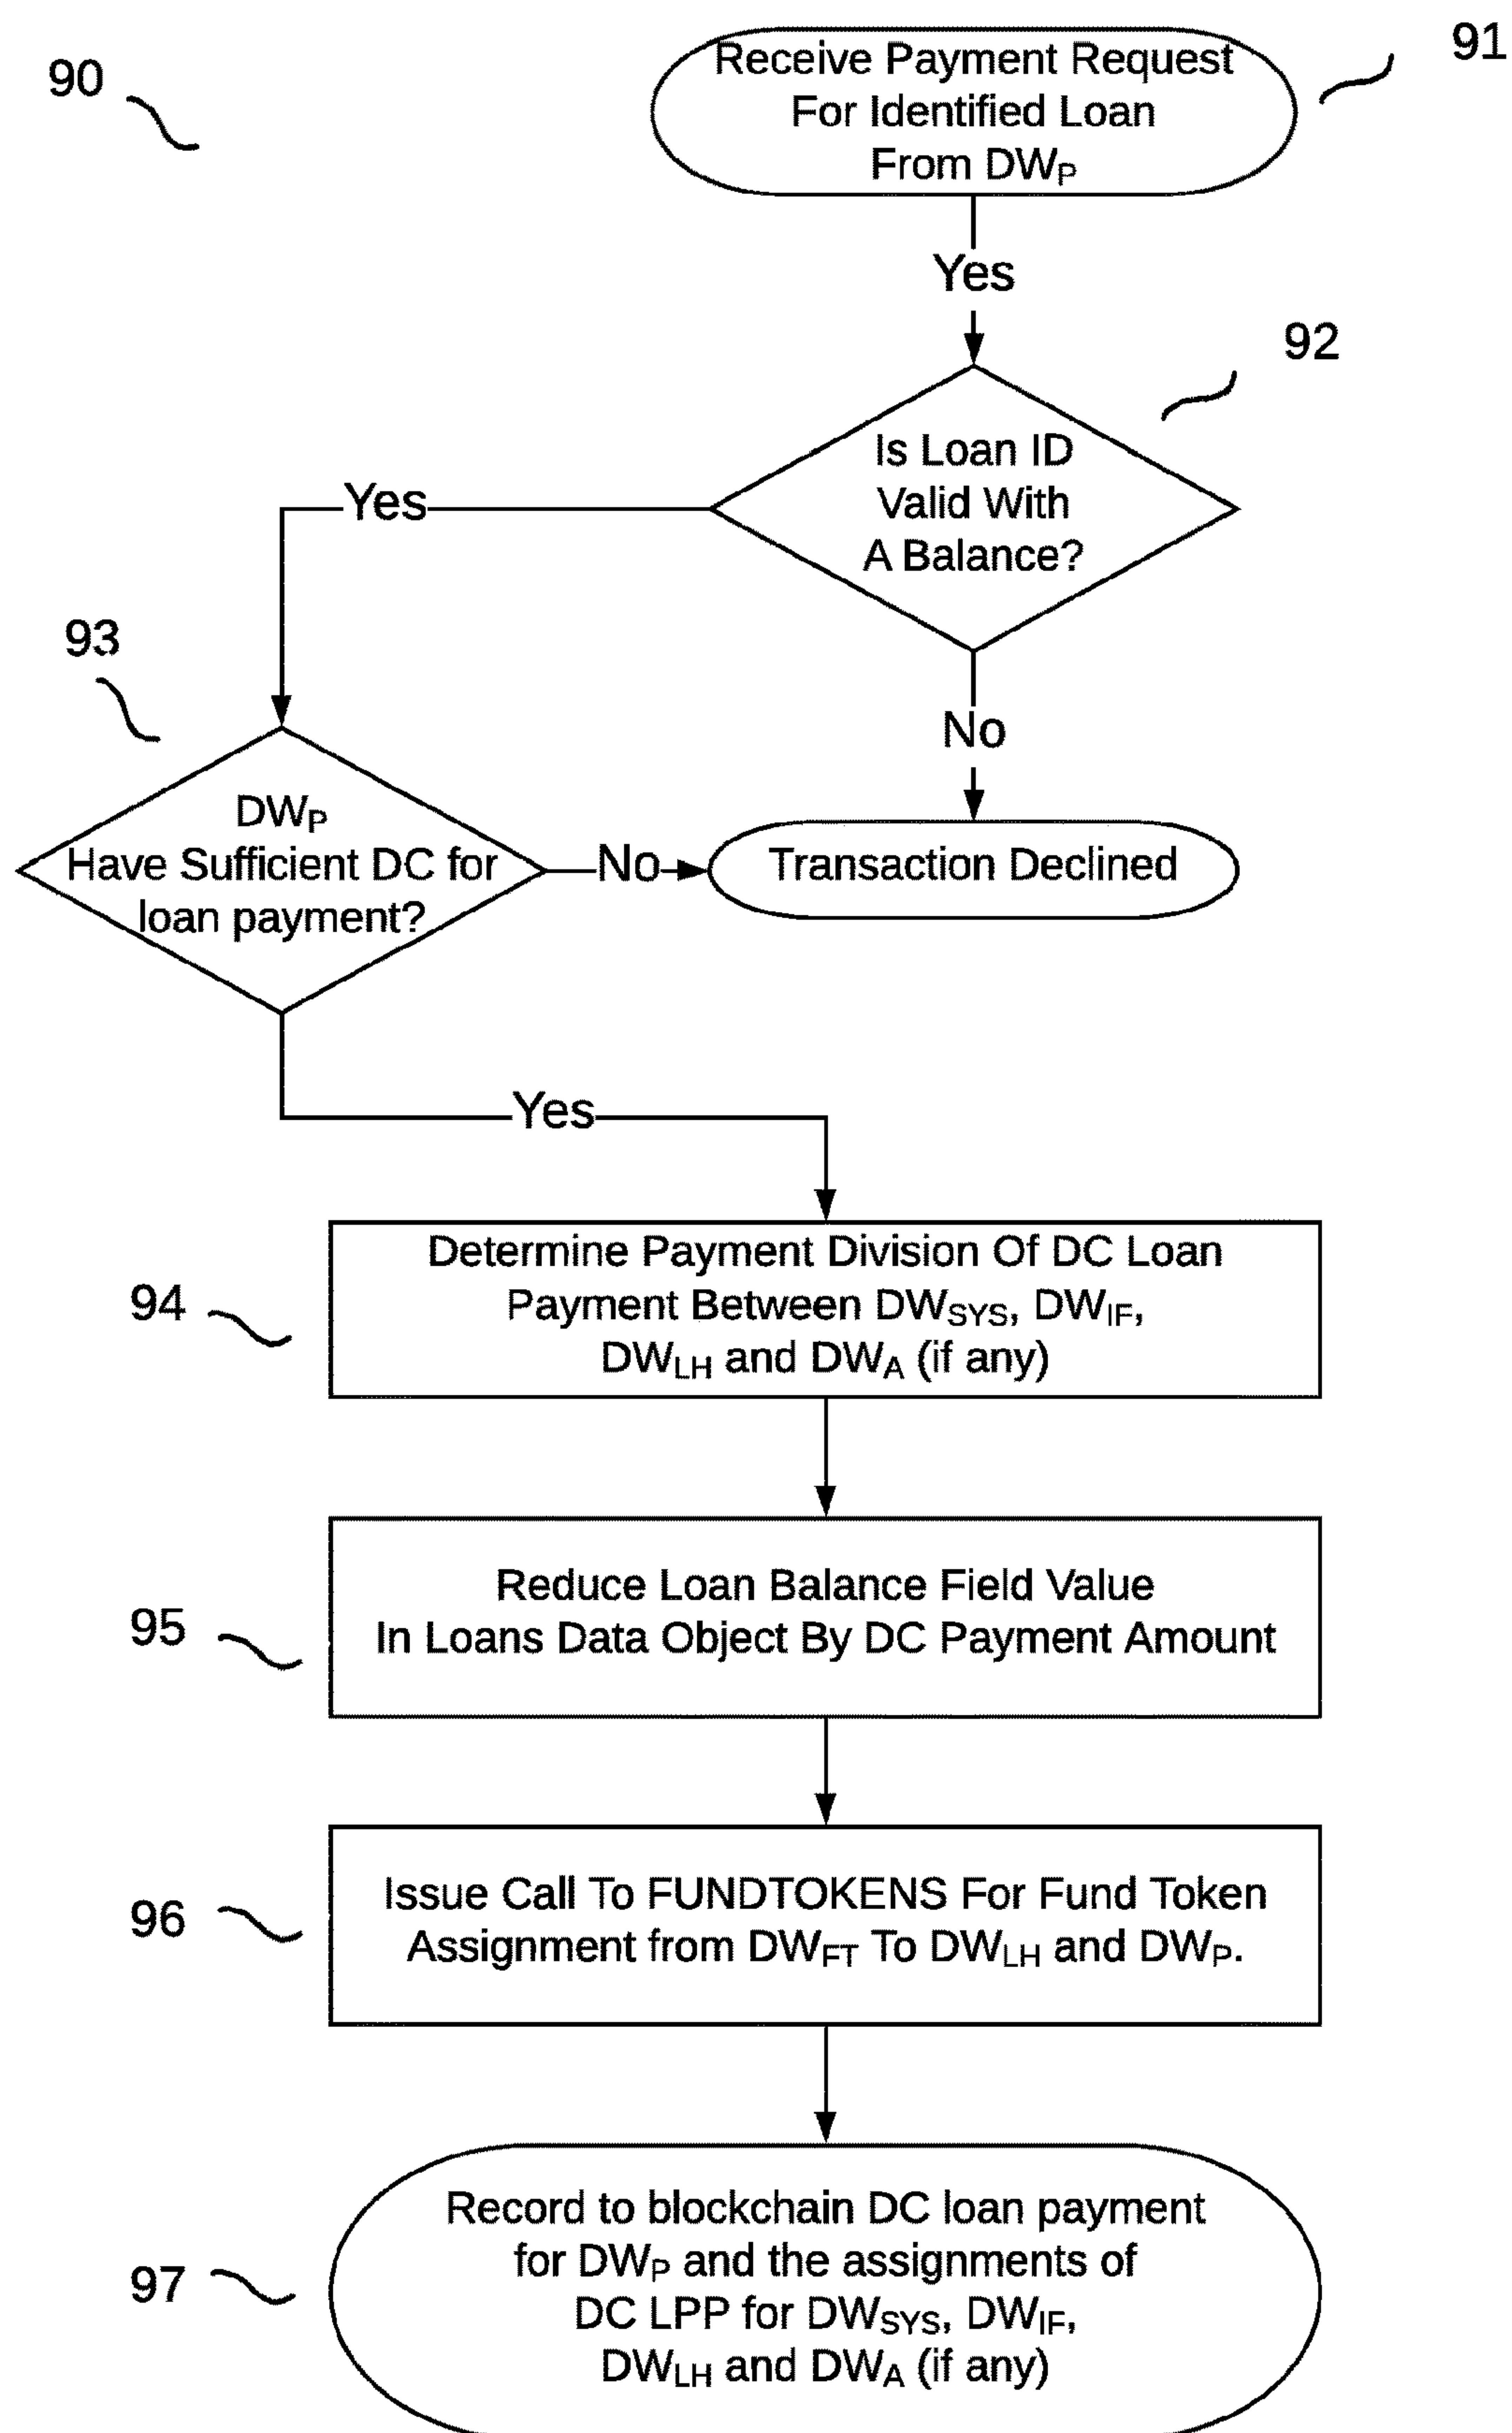 90
91
Receive Payment Request
For Identified Loan
From DWP
Yes
92
Is Loan ID
Valid With
A Balance?
Yes
93
No
DWP
Have Sufficient DC for
loan payment?
No
Transaction Declined
Yes
94
Determine Payment Division Of DC Loan
Payment Between DWSYS, DWIF,
DWLH and DWA (if any)
95
Reduce Loan Balance Field Value
In Loans Data Object By DC Payment Amount
96
Issue Call To FUNDTOKENS For Fund Token
Assignment from DWFT To DWLH and DWP.
97
Record to blockchain DC loan payment
for DWP and the assignments of
DC LPP for DWSYS, DWIF,
DWLH and DWA (if any)